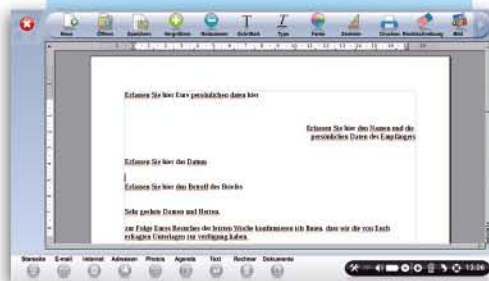 Neue Öffnen Speichern Vergrößern Verkleinern Schriftart Type Farbe Zeichnen Drucken Rechtschreibung Bild
Erfassen Sie hier Eure persönlichen daten hier
Erfassen Sie hier den Namen und die
persönlichen Daten des Empfängers
Erfassen Sie hier das Datum
Erfassen Sie hier den Betreff des Briefes
Sehr geehrte Damen und Herren,
zur Folge Eures Besuches der letzten Woche konfirmieren ich Ihnen, dass wir die von Euch
erfragten Unterlagen zur verfügung haben.
Startseite E-mail Internet Adressen Photos Agenda Text Rechner Dokumente
13:06